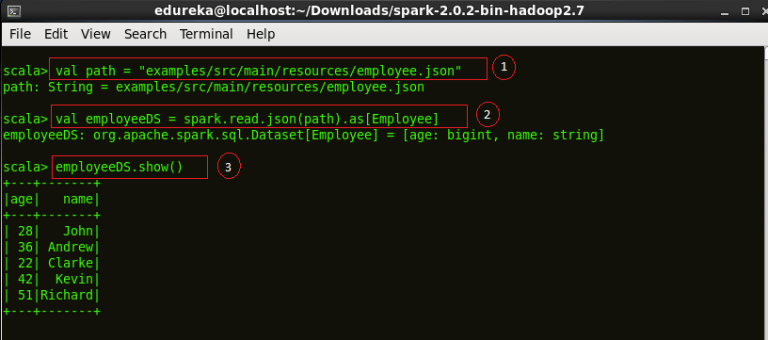 edureka@localhost:~/Downloads/spark-2.0.2-bin-hadoop2.7
File Edit View Search Terminal Help
scala> val path = "examples/src/main/resources/employee.json" 1
path: String = examples/src/main/resources/employee.json
scala> val employeeDS = spark.read.json(path).as[Employee] 2
employeeDS: org.apache.spark.sql.Dataset[Employee] = [age: bigint, name: string]
scala> employeeDS.show() 3
+---+-------+
|age|   name|
+---+-------+
| 28|   John|
| 36| Andrew|
| 22| Clarke|
| 42|  Kevin|
| 51|Richard|
+---+-------+